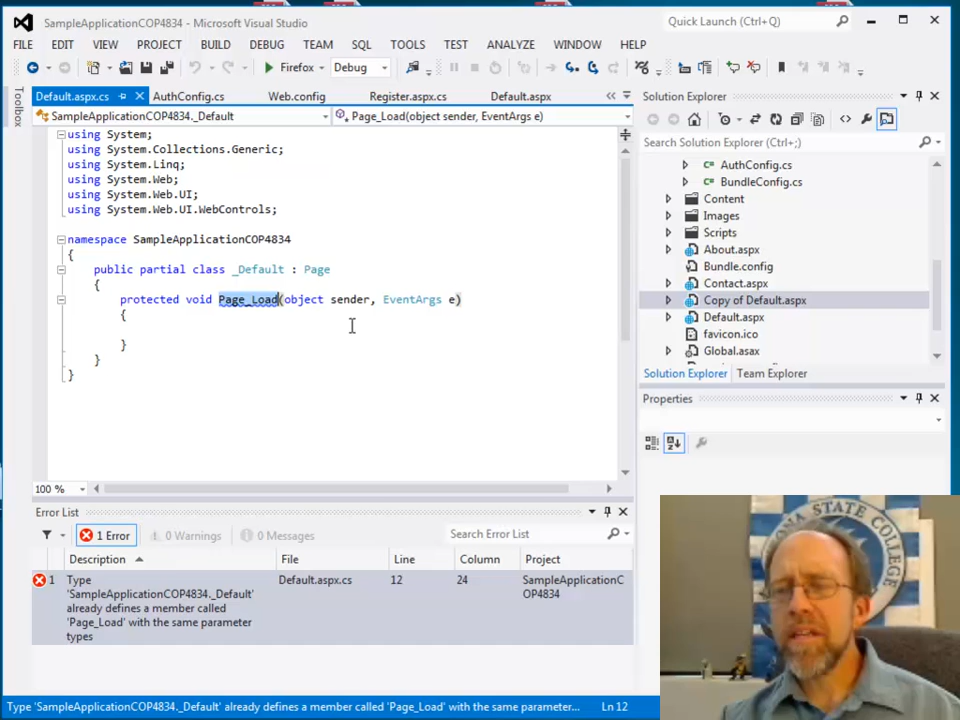 SampleApplicationCOP4834 - Microsoft Visual Studio
Quick Launch (Ctrl+Q)
FILE EDIT VIEW PROJECT BUILD DEBUG TEAM SQL TOOLS TEST ANALYZE WINDOW HELP
Firefox Debug
Toolbox
Default.aspx.cs AuthConfig.cs Web.config Register.aspx.cs Default.aspx
SampleApplicationCOP4834._Default Page_Load(object sender, EventArgs e)
using System;
using System.Collections.Generic;
using System.Linq;
using System.Web;
using System.Web.UI;
using System.Web.UI.WebControls;
namespace SampleApplicationCOP4834
{
public partial class _Default : Page
{
protected void Page_Load(object sender, EventArgs e)
{
}
}
}
100 %
Solution Explorer
Search Solution Explorer (Ctrl+;)
AuthConfig.cs
BundleConfig.cs
Content
Images
Scripts
About.aspx
Bundle.config
Contact.aspx
Copy of Default.aspx
Default.aspx
favicon.ico
Global.asax
Solution Explorer Team Explorer
Properties
Error List
1 Error 0 Warnings 0 Messages
Search Error List
Description File Line Column Project
1 Type 'SampleApplicationCOP4834._Default' already defines a member called 'Page_Load' with the same parameter types Default.aspx.cs 12 24 SampleApplicationCOP4834
STATE COLLEGE
Type 'SampleApplicationCOP4834._Default' already defines a member called 'Page_Load' with the same parameter types... Ln 12